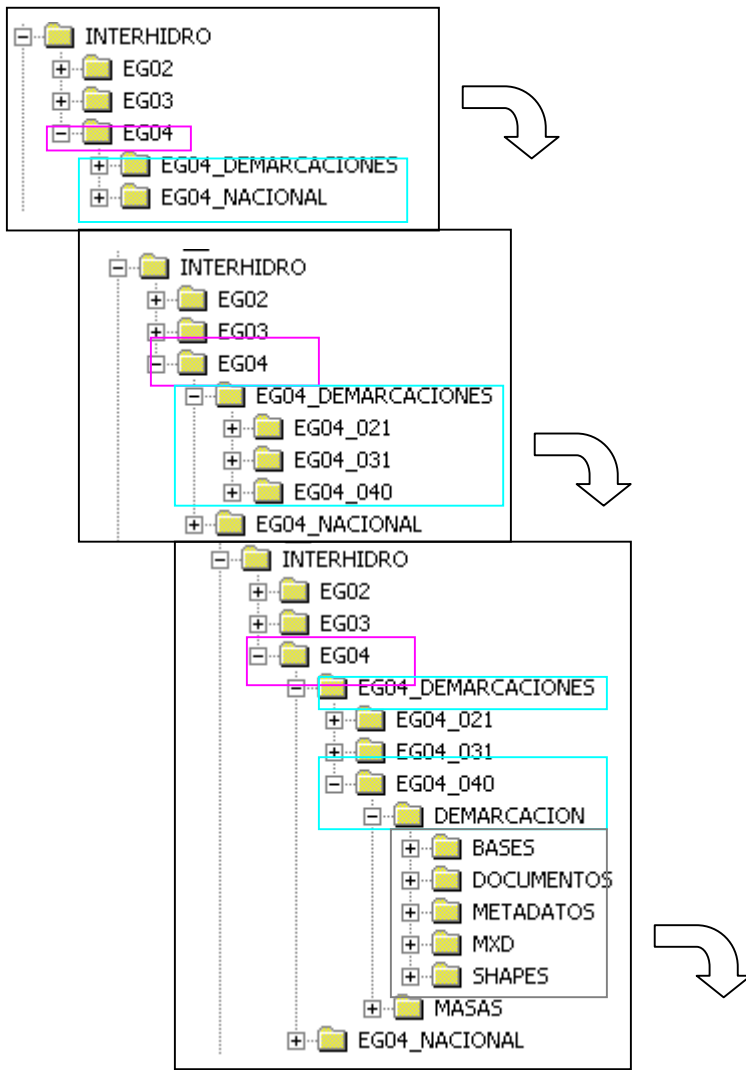 INTERHIDRO
EG02
EG03
EG04
EG04_DEMARCACIONES
EG04_NACIONAL
INTERHIDRO
EG02
EG03
EG04
EG04_DEMARCACIONES
EG04_021
EG04_031
EG04_040
EG04_NACIONAL
INTERHIDRO
EG02
EG03
EG04
EG04_DEMARCACIONES
EG04_021
EG04_031
EG04_040
DEMARCACION
BASES
DOCUMENTOS
METADATOS
MXD
SHAPES
MASAS
EG04_NACIONAL